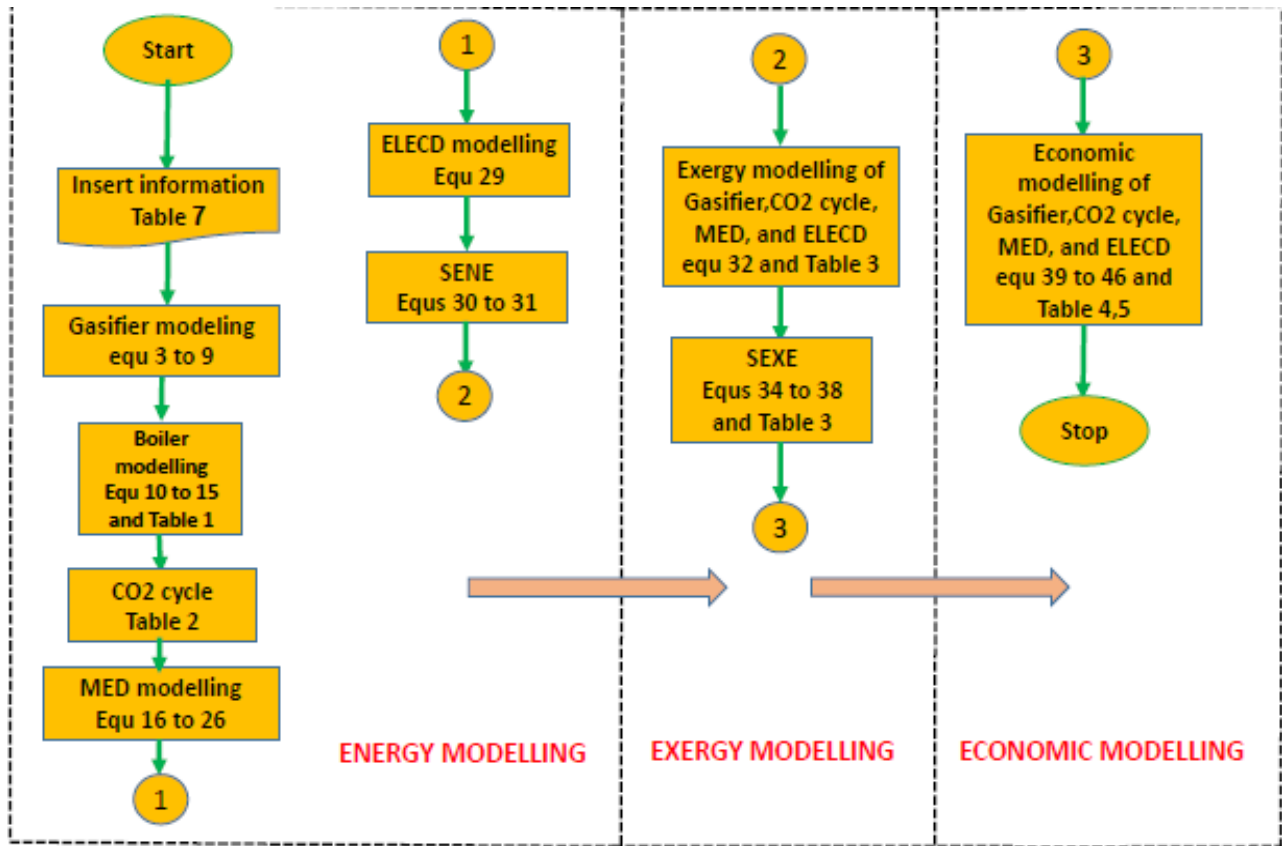 Start
Insert information
Table 7
Gasifier modeling
equ 3 to 9
Boiler
modelling
Equ 10 to 15
and Table 1
CO2 cycle
Table 2
MED modelling
Equ 16 to 26
1
1
ELECD modelling
Equ 29
SENE
Equs 30 to 31
2
ENERGY MODELLING
2
Exergy modelling of
Gasifier,CO2 cycle,
MED, and ELECD
equ 32 and Table 3
SEXE
Equs 34 to 38
and Table 3
3
EXERGY MODELLING
3
Economic
modelling of
Gasifier,CO2 cycle,
MED, and ELECD
equ 39 to 46 and
Table 4,5
Stop
ECONOMIC MODELLING